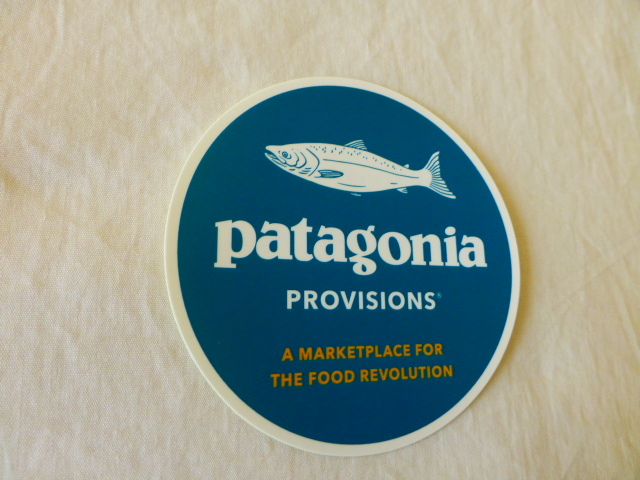 patagonia
PROVISIONS®
A MARKETPLACE FOR
THE FOOD REVOLUTION